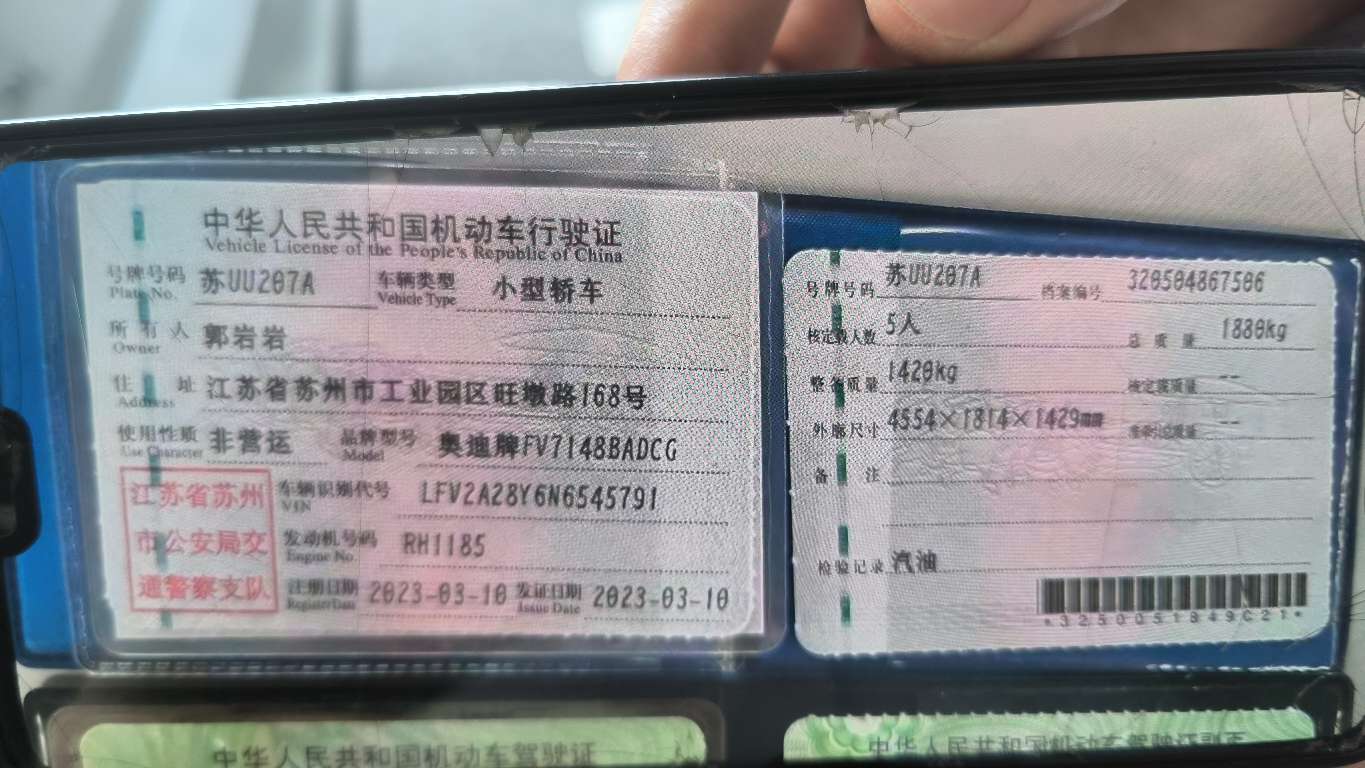 中华人民共和国机动车行驶证
Vehicle License of the People's Republic of China
号牌号码 苏UU207A 车辆类型 小型轿车
Plate No. Vehicle Type
所有人 郭岩岩
Owner
住址 江苏省苏州市工业园区旺墩路168号
Address
使用性质 非营运 品牌型号 奥迪牌FV7148BADCG
Use Character Model
江苏省苏州
市公安局交
通警察支队
车辆识别代号 LFV2A28Y6N6545791
VIN
发动机号码 RH1185
Engine No.
注册日期 2023-03-10 发证日期 2023-03-10
Register Date Issue Date
号牌号码 苏UU207A 档案编号 320504867506
核定载人数 5人 总质量 1880kg
整备质量 1420kg 核定载质量 --
外廓尺寸 4554×1814×1429mm 准牵引总质量 --
备注
检验记录 汽油
*3250051849021*
中华人民共和国机动车驾驶证
中华人民共和国机动车驾驶证副页